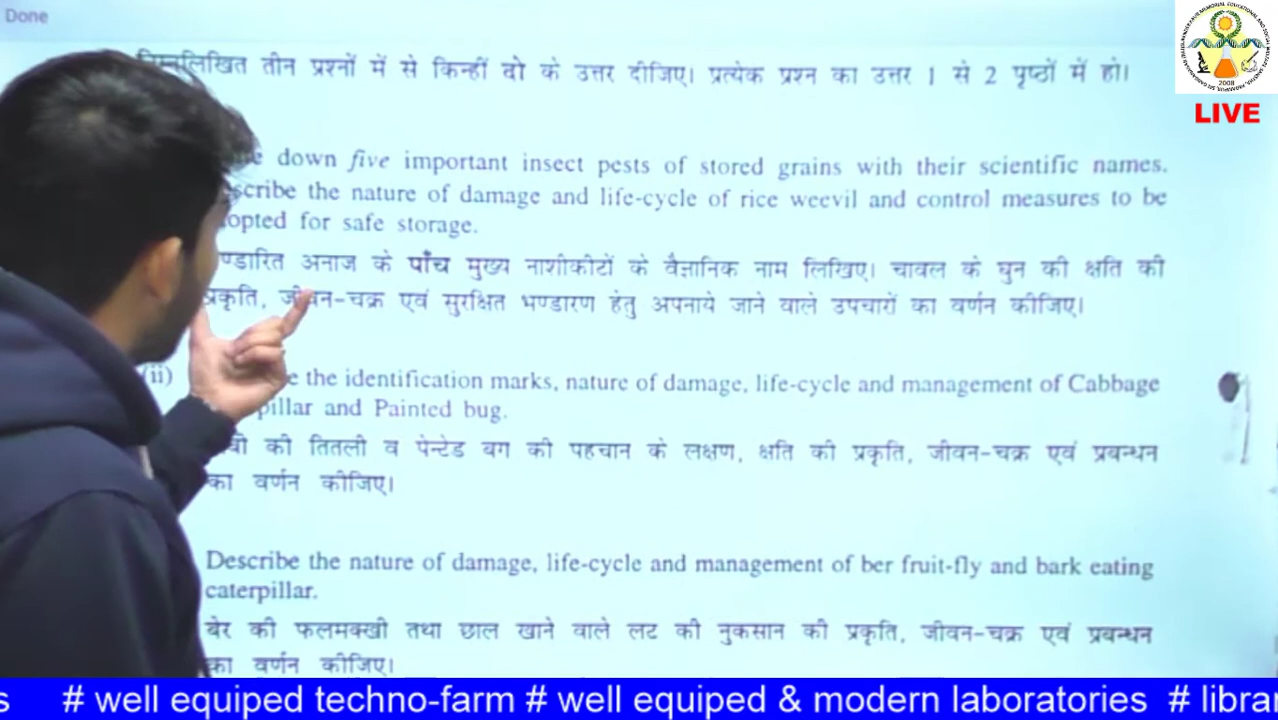 Done
निम्नलिखित तीन प्रश्नों में से किन्हीं दो के उत्तर दीजिए। प्रत्येक प्रश्न का उत्तर 1 से 2 पृष्ठों में हो।
LIVE
down five important insect pests of stored grains with their scientific names.
scribe the nature of damage and life-cycle of rice weevil and control measures to be
opted for safe storage.
ण्डारित अनाज के पाँच मुख्य नाशीकीटों के वैज्ञानिक नाम लिखिए। चावल के घुन की क्षति की
प्रकृति, जीवन-चक्र एवं सुरक्षित भण्डारण हेतु अपनाये जाने वाले उपचारों का वर्णन कीजिए।
(ii) e the identification marks, nature of damage, life-cycle and management of Cabbage
pillar and Painted bug.
की तितली व पेन्टेड बग की पहचान के लक्षण, क्षति की प्रकृति, जीवन-चक्र एवं प्रबन्धन
का वर्णन कीजिए।
Describe the nature of damage, life-cycle and management of ber fruit-fly and bark eating
caterpillar.
बेर की फलमक्खी तथा छाल खाने वाले लट की नुकसान की प्रकृति, जीवन-चक्र एवं प्रबन्धन
का वर्णन कीजिए।
s # well equiped techno-farm # well equiped & modern laboratories # librar
2008